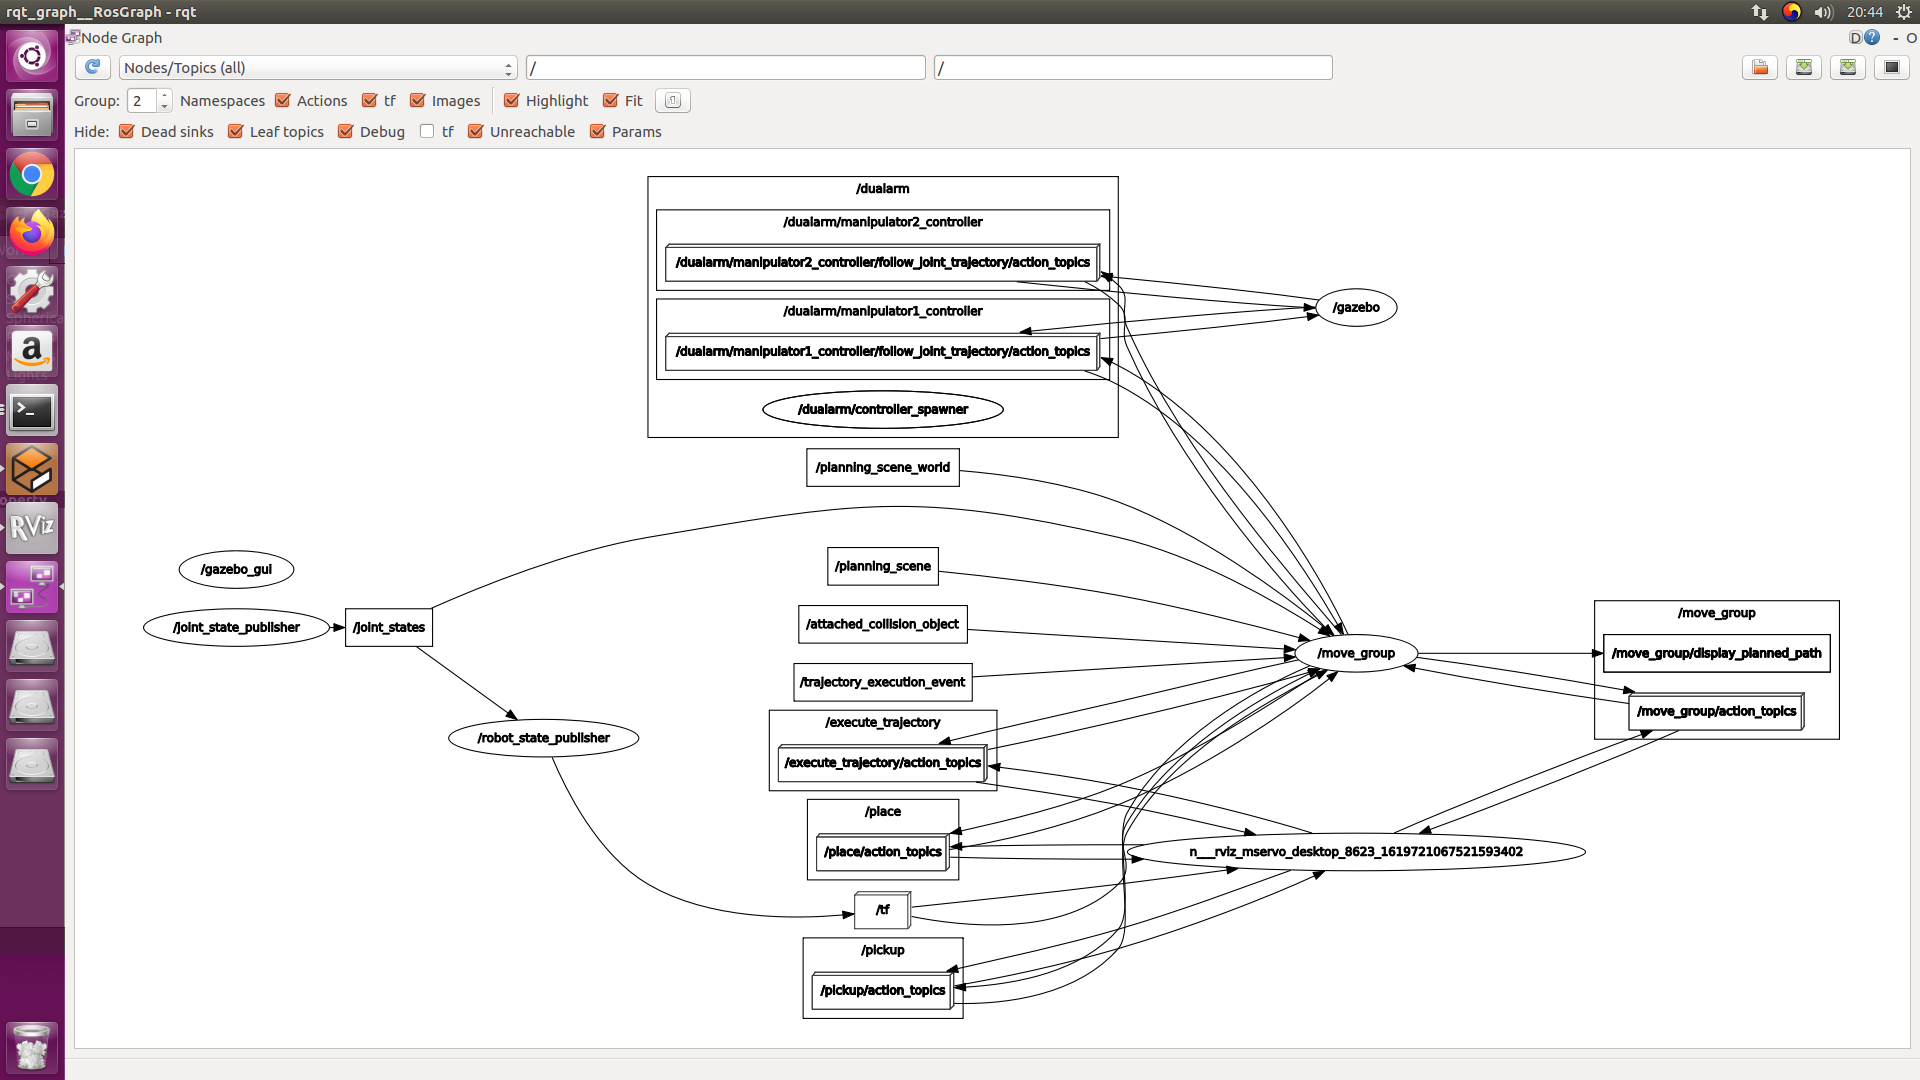 rqt_graph__RosGraph - rqt
20:44
Node Graph
D
- O
Nodes/Topics (all)
/
/
Group: 2 Namespaces Actions tf Images Highlight Fit
Hide: Dead sinks Leaf topics Debug tf Unreachable Params
/dualarm
/dualarm/manipulator2_controller
/dualarm/manipulator2_controller/follow_joint_trajectory/action_topics
/dualarm/manipulator1_controller
/dualarm/manipulator1_controller/follow_joint_trajectory/action_topics
/dualarm/controller_spawner
/gazebo
/planning_scene_world
/planning_scene
/attached_collision_object
/trajectory_execution_event
/gazebo_gui
/joint_state_publisher
/joint_states
/robot_state_publisher
/execute_trajectory
/execute_trajectory/action_topics
/place
/place/action_topics
/tf
/pickup
/pickup/action_topics
/move_group
/move_group
/move_group/display_planned_path
/move_group/action_topics
n___rviz_mservo_desktop_8623_1619721067521593402
a
>_
RViz